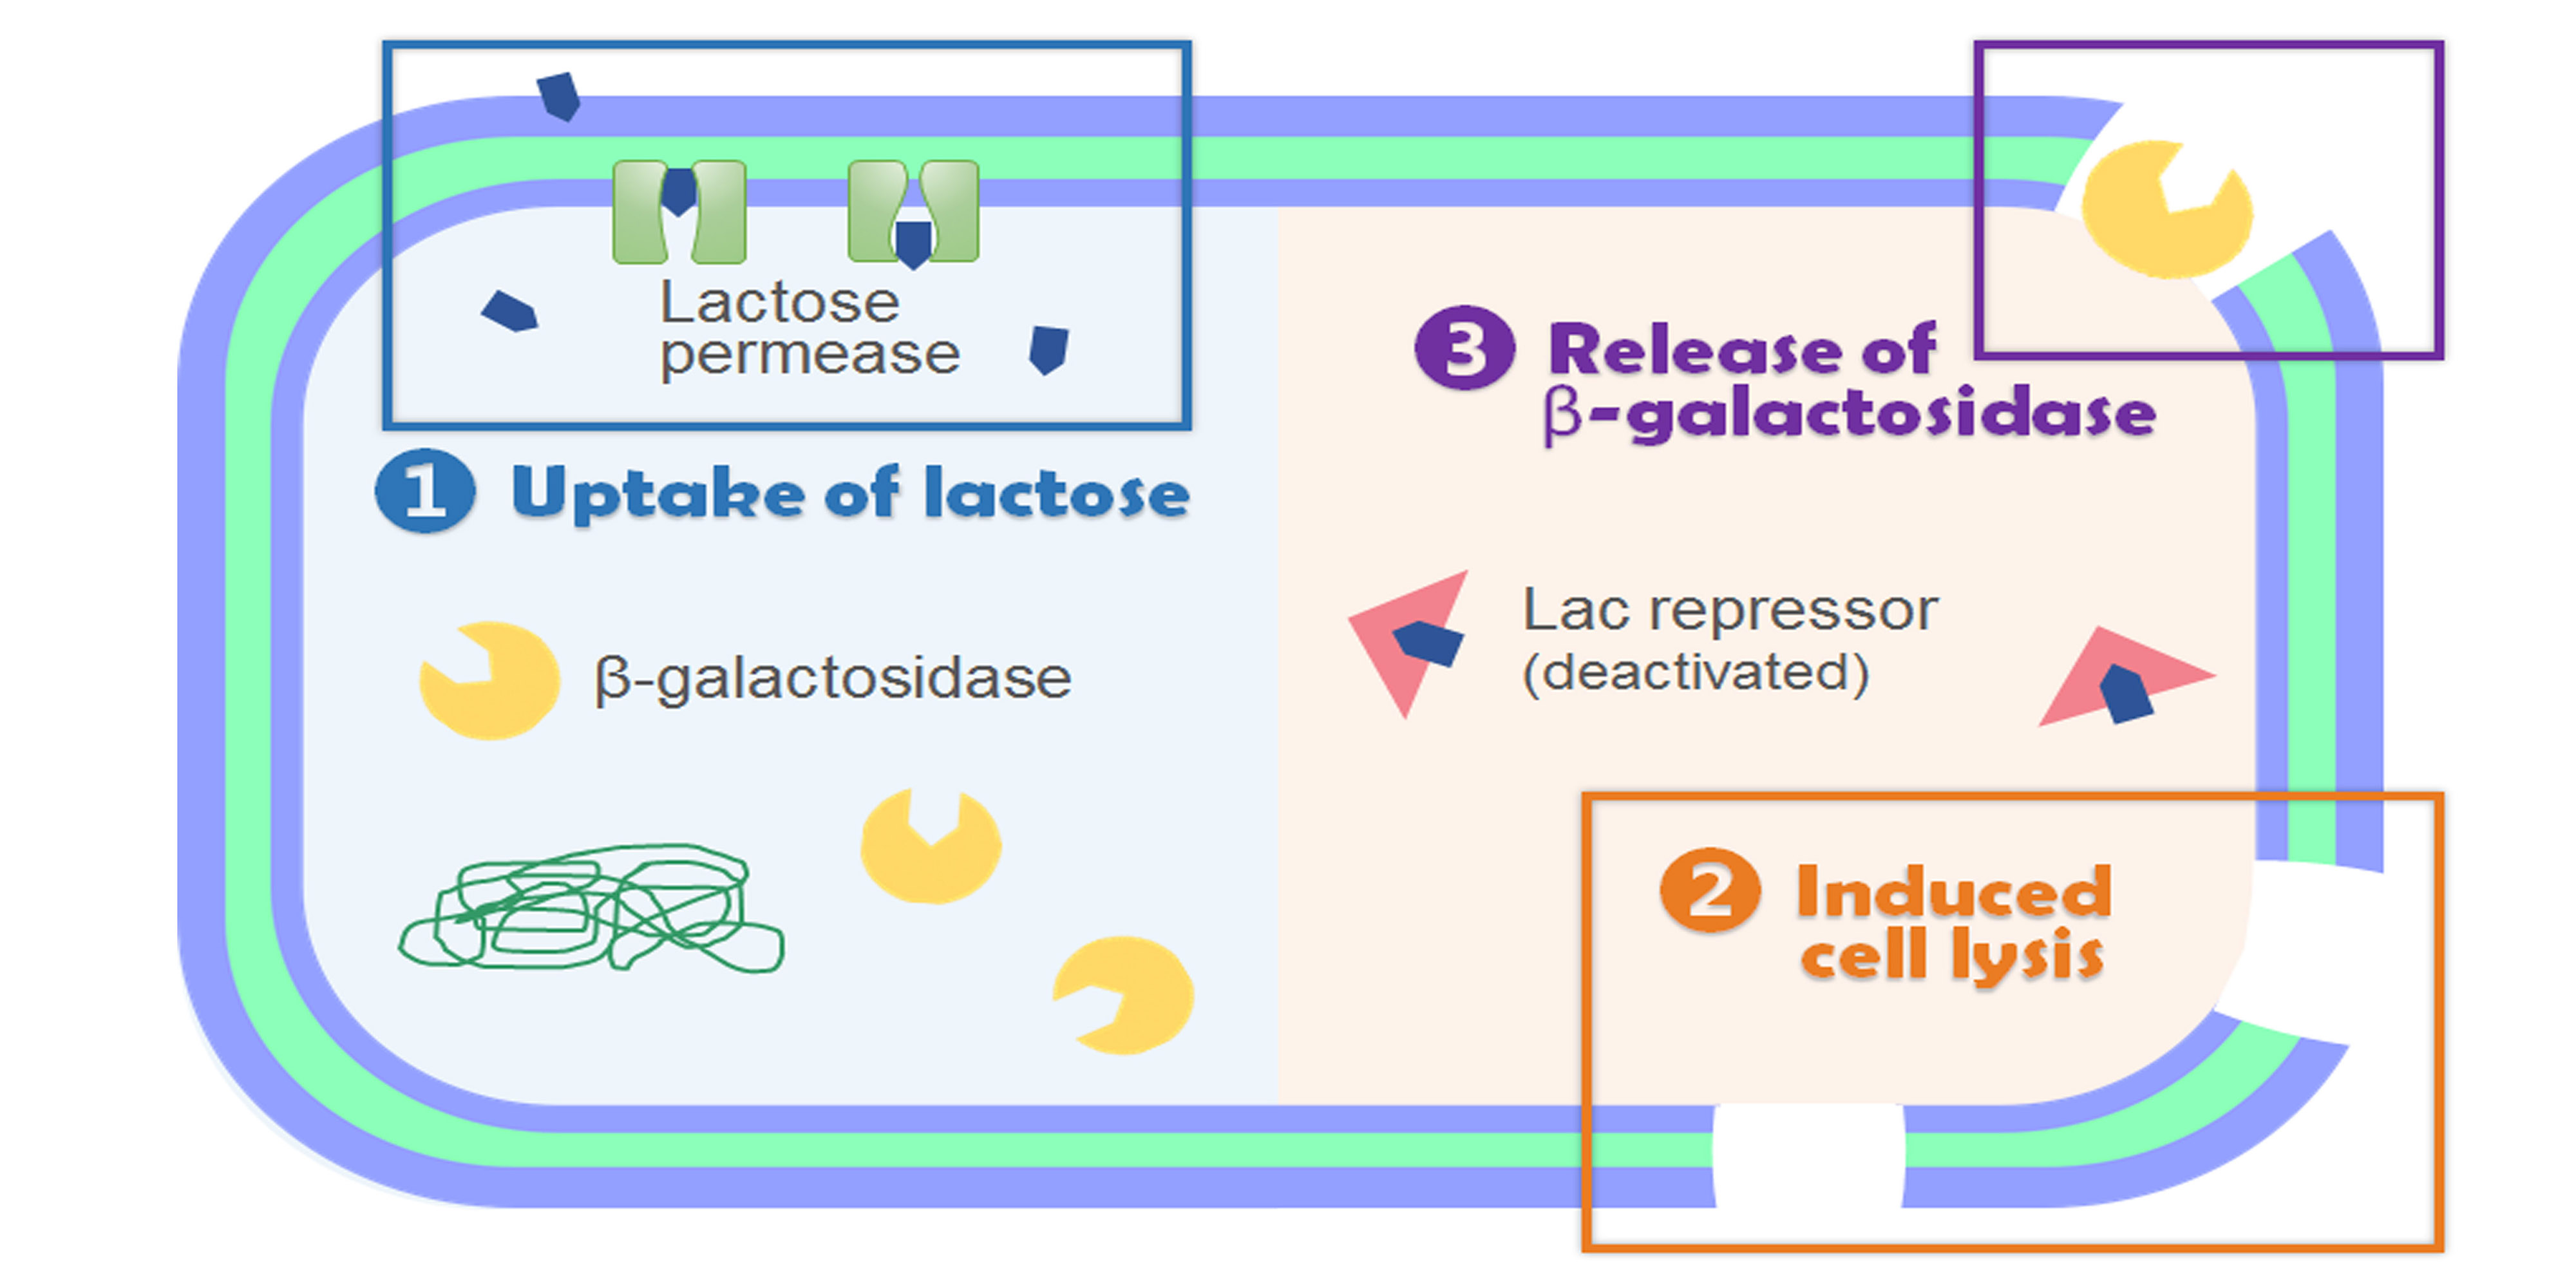 Lactose
permease
1 Uptake of lactose
β-galactosidase
3 Release of
β-galactosidase
Lac repressor
(deactivated)
2 Induced
cell lysis